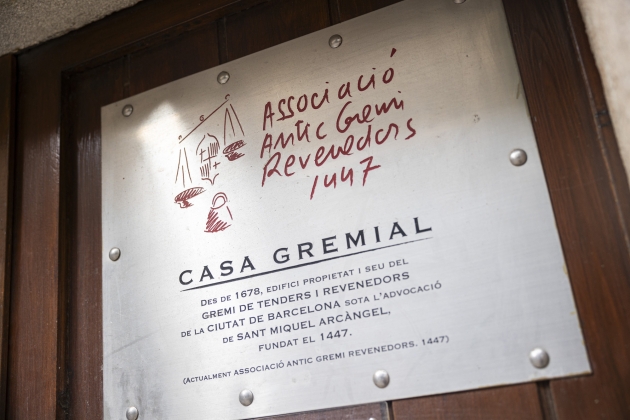 Associació
Antic Gremi
Revenedors
1447
CASA GREMIAL
DES DE 1678, EDIFICI PROPIETAT I SEU DEL
GREMI DE TENDERS I REVENEDORS
DE LA CIUTAT DE BARCELONA SOTA L'ADVOCACIÓ
DE SANT MIQUEL ARCÀNGEL,
FUNDAT EL 1447.
(ACTUALMENT ASSOCIACIÓ ANTIC GREMI REVENEDORS, 1447)